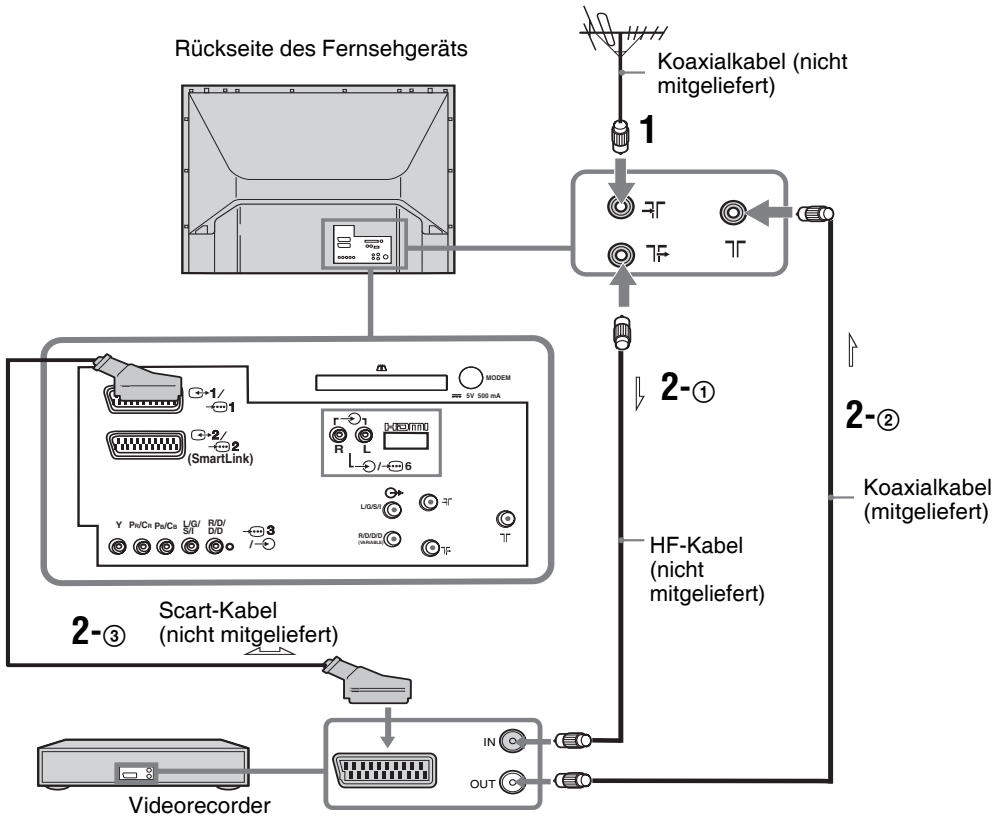 Rückseite des Fernsehgeräts
Koaxialkabel (nicht
mitgeliefert)
1
MODEM
5V 500 mA
1/
1
2/
2
(SmartLink)
HDMI
R L
/ 6
L/G/S/I
R/D/D/D
(VARIABLE)
Y PR/CR PB/CB L/G/
S/I R/D/
D/D
3
/
2-①
2-②
Koaxialkabel
(mitgeliefert)
HF-Kabel
(nicht
mitgeliefert)
2-③
Scart-Kabel
(nicht mitgeliefert)
IN
OUT
Videorecorder